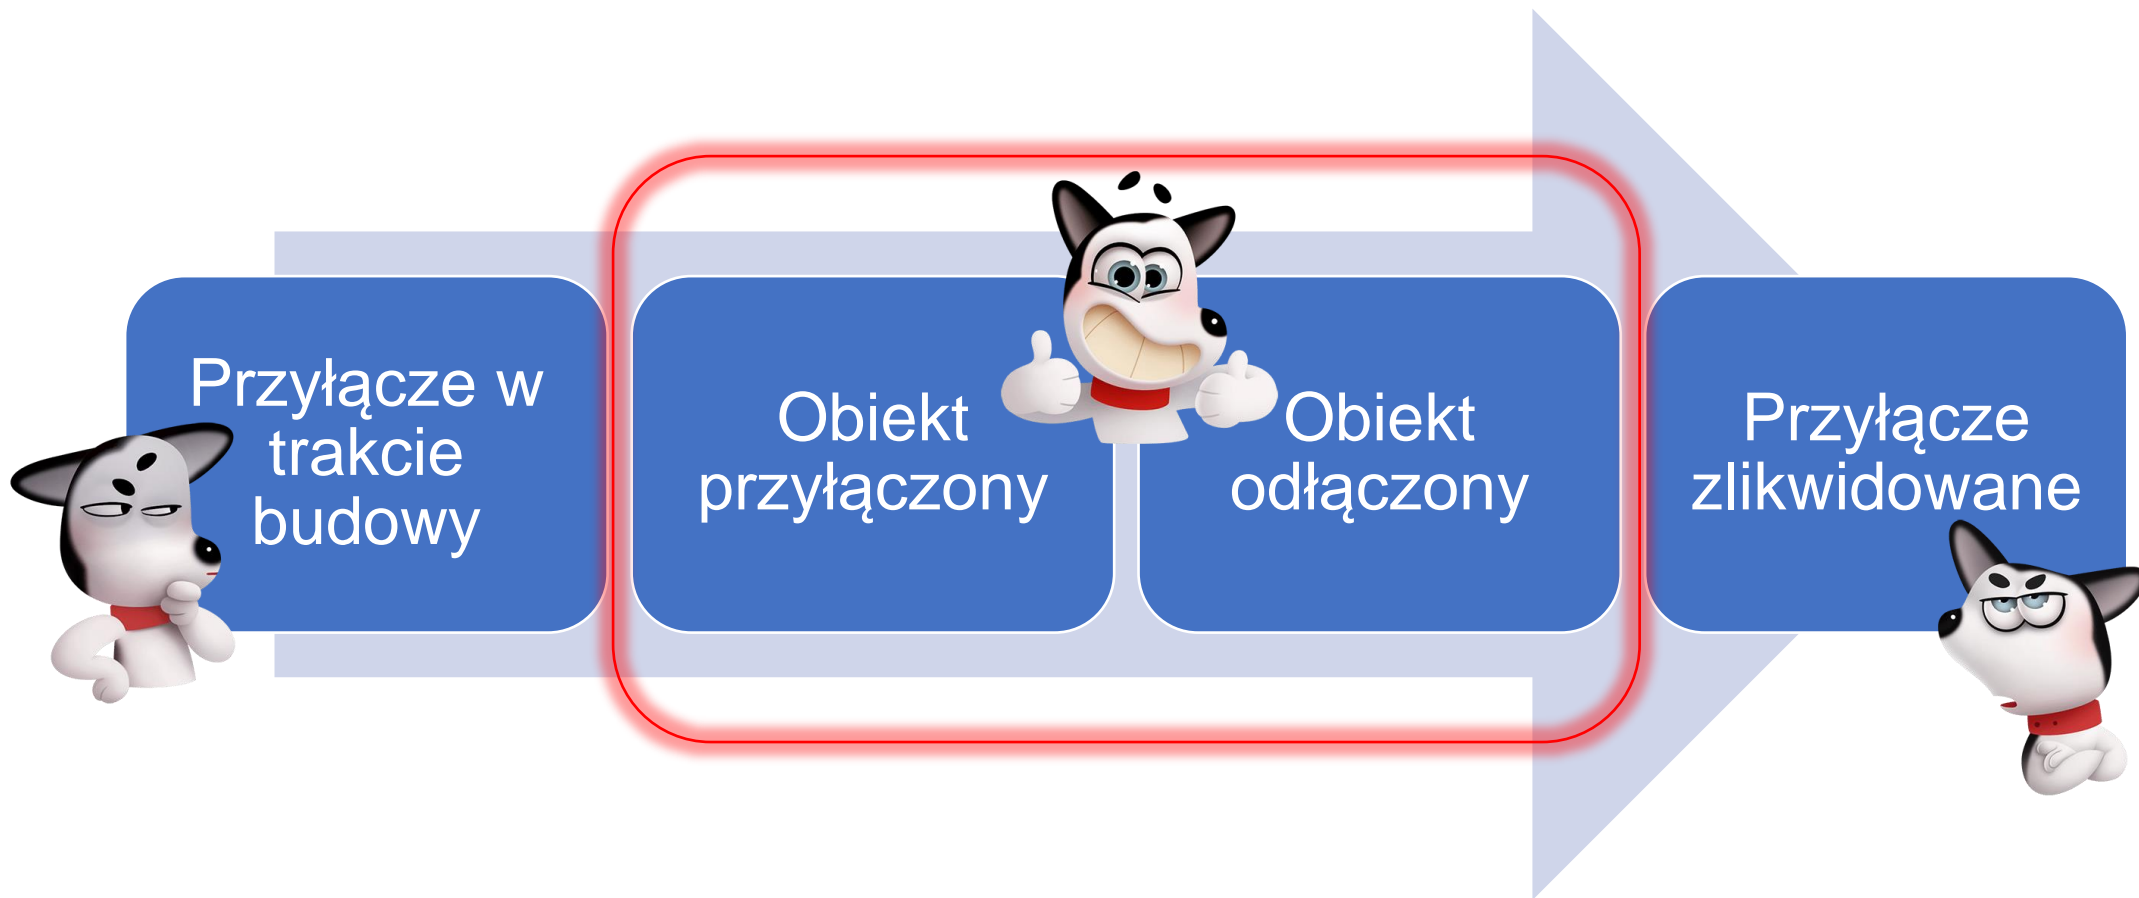 Przyłącze w
trakcie
budowy
Obiekt
przyłączony
Obiekt
odłączony
Przyłącze
zlikwidowane